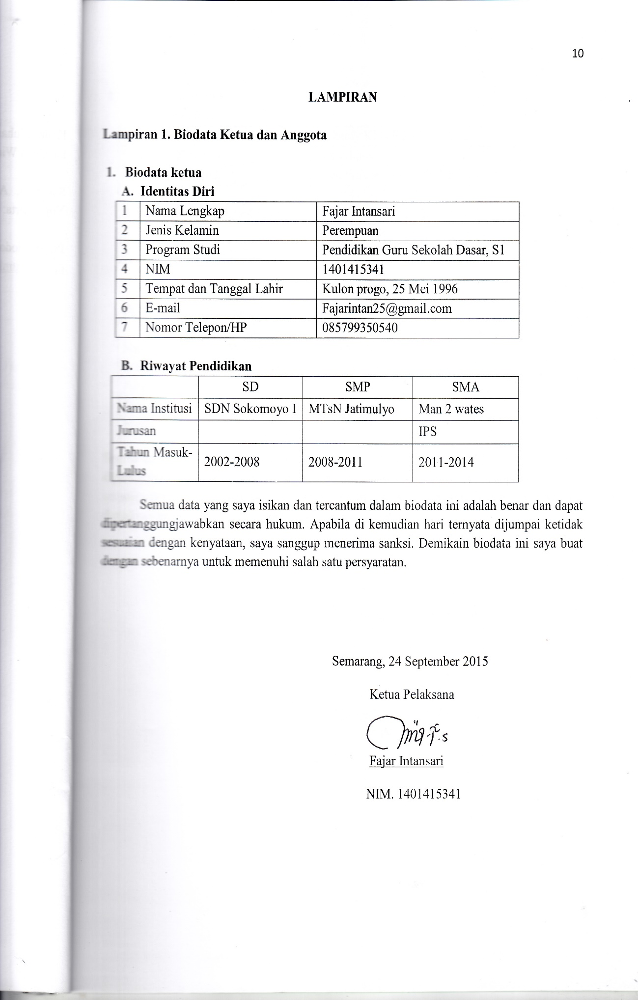 10
LAMPIRAN
Lampiran 1. Biodata Ketua dan Anggota
1. Biodata ketua
A. Identitas Diri
1 Nama Lengkap Fajar Intansari
2 Jenis Kelamin Perempuan
3 Program Studi Pendidikan Guru Sekolah Dasar, S1
4 NIM 1401415341
5 Tempat dan Tanggal Lahir Kulon progo, 25 Mei 1996
6 E-mail Fajarintan25@gmail.com
7 Nomor Telepon/HP 085799350540
B. Riwayat Pendidikan
SD SMP SMA
Nama Institusi SDN Sokomoyo I MTsN Jatimulyo Man 2 wates
Jurusan IPS
Tahun Masuk-
Lulus 2002-2008 2008-2011 2011-2014
Semua data yang saya isikan dan tercantum dalam biodata ini adalah benar dan dapat
dipertanggungjawabkan secara hukum. Apabila di kemudian hari ternyata dijumpai ketidak
sesuaian dengan kenyataan, saya sanggup menerima sanksi. Demikain biodata ini saya buat
dengan sebenarnya untuk memenuhi salah satu persyaratan.
Semarang, 24 September 2015
Ketua Pelaksana
Fajar Intansari
NIM. 1401415341